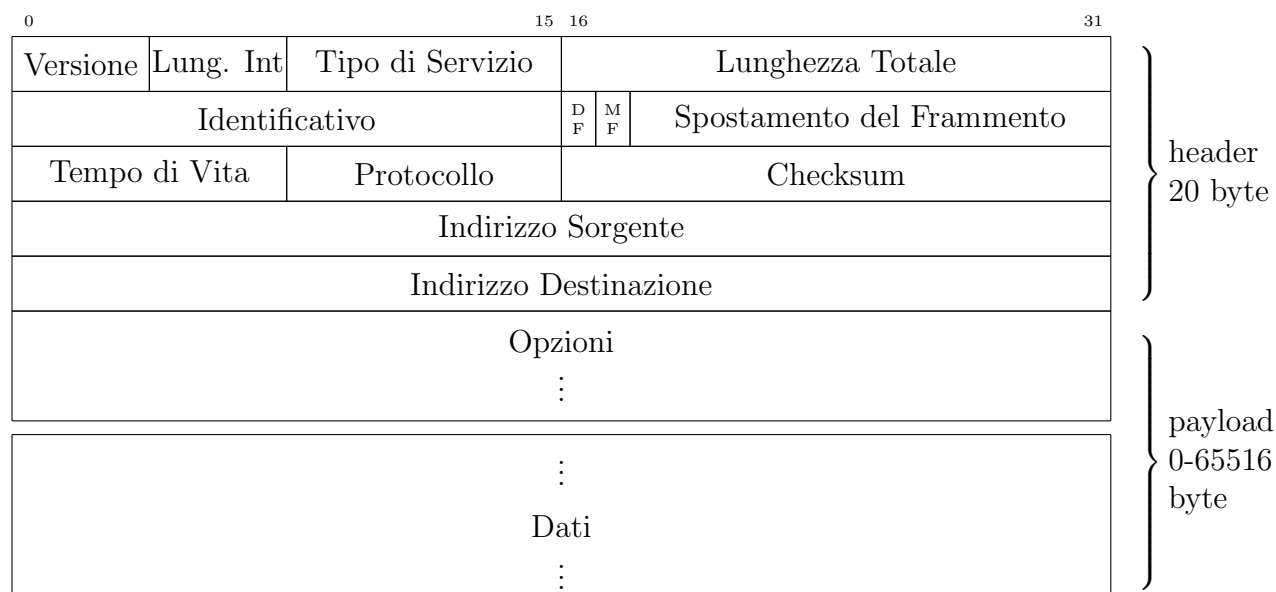 0 15 16 31
Versione Lung. Int Tipo di Servizio Lunghezza Totale
Identificativo D F M F Spostamento del Frammento
Tempo di Vita Protocollo Checksum
Indirizzo Sorgente
Indirizzo Destinazione
header
20 byte
Opzioni
⋮
⋮
Dati
⋮
payload
0-65516
byte